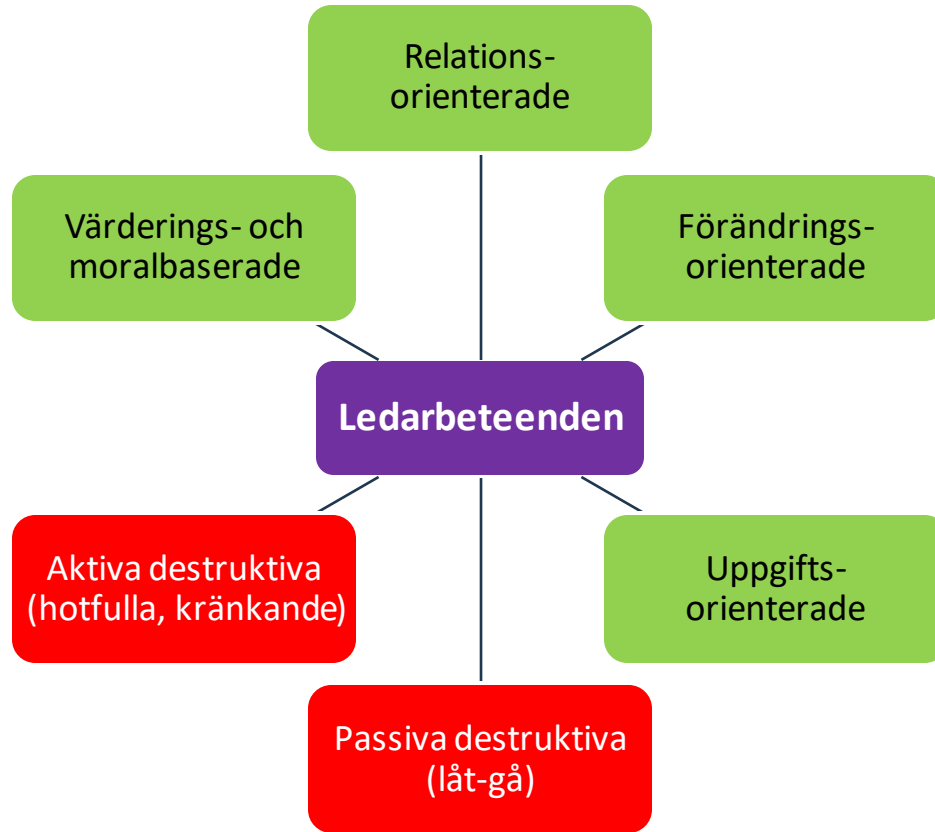 Relations-
orienterade
Värderings- och
moralbaserade
Förändrings-
orienterade
Ledarbeteenden
Aktiva destruktiva
(hotfulla, kränkande)
Uppgifts-
orienterade
Passiva destruktiva
(låt-gå)